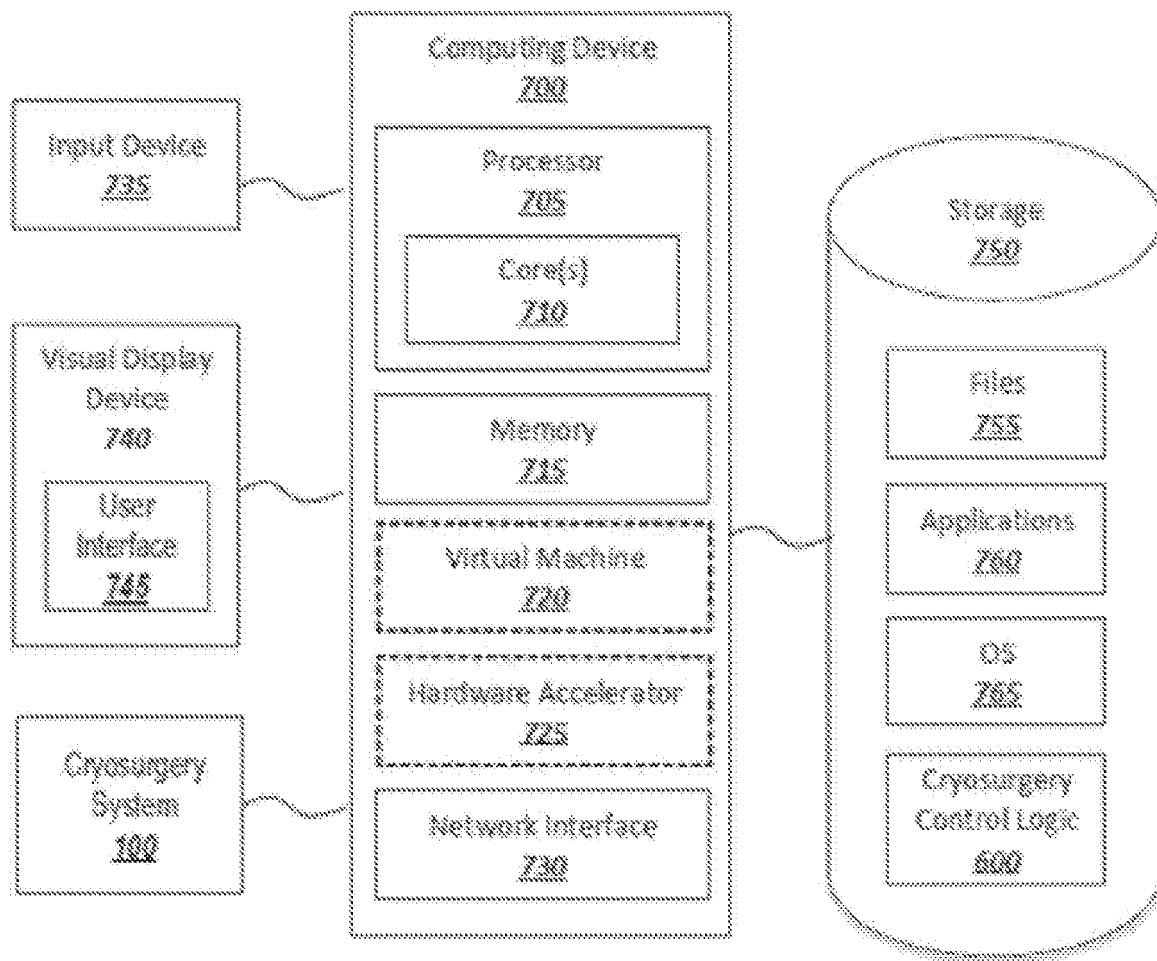 Computing Device
700
Input Device
735
Processor
705
Core(s)
710
Storage
750
Visual Display
Device
740
User
Interface
745
Memory
715
Files
755
Virtual Machine
720
Applications
760
Hardware Accelerator
725
OS
765
Cryosurgery
System
100
Network Interface
730
Cryosurgery
Control Logic
600